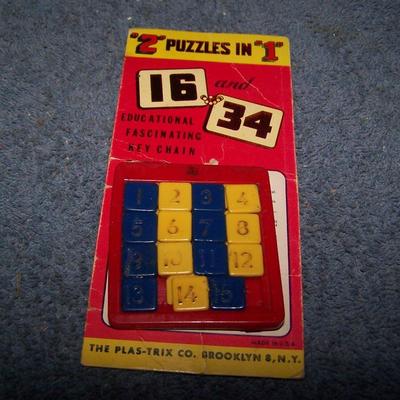 "2" PUZZLES IN "1"
16 and 34
EDUCATIONAL
FASCINATING
KEY CHAIN
1 2 3 4
5 6 7 8
9 10 11 12
13 14 15
MADE IN U.S.A.
THE PLAS-TRIX CO. BROOKLYN 8, N.Y.